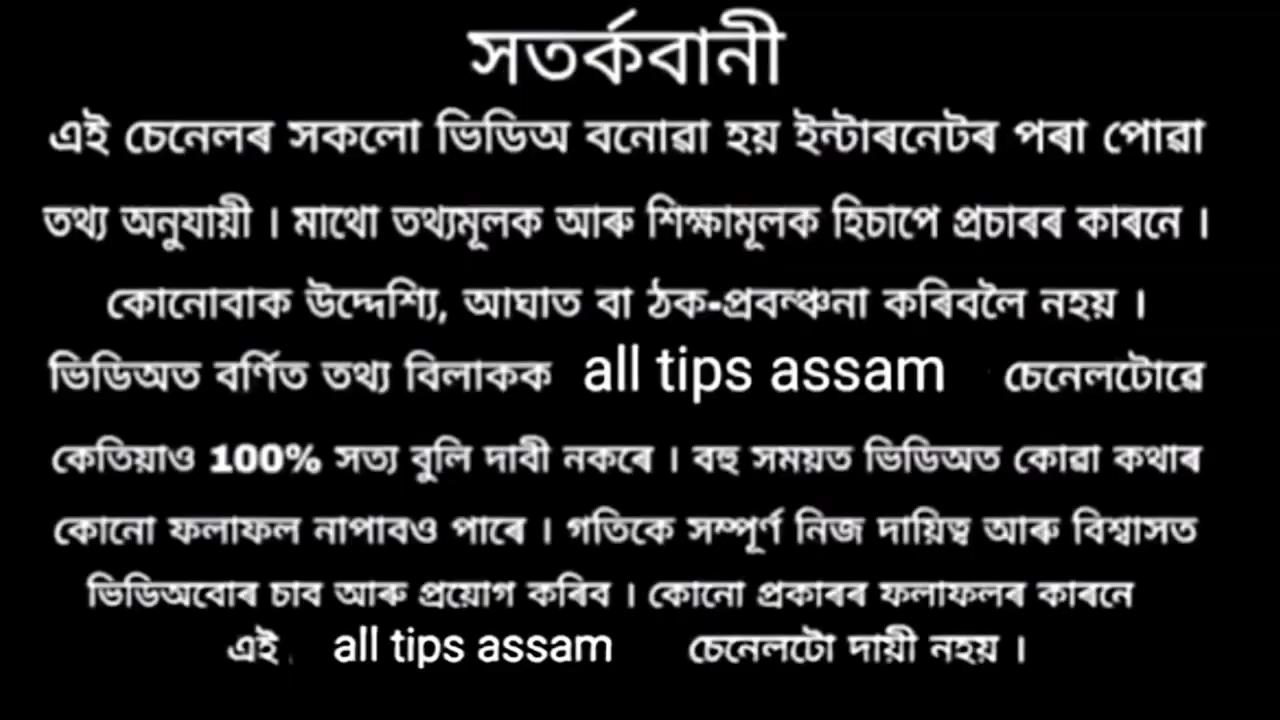 সতৰ্কবানী
এই চেনেলৰ সকলো ভিডিঅ বনোৱা হয় ইন্টাৰনেটৰ পৰা পোৱা
তথ্য অনুযায়ী । মাথো তথ্যমূলক আৰু শিক্ষামূলক হিচাপে প্ৰচাৰৰ কাৰনে ।
কোনোবাক উদ্দেশ্যি, আঘাত বা ঠক-প্ৰবঞ্চনা কৰিবলৈ নহয় ।
ভিডিঅত বৰ্ণিত তথ্য বিলাকক all tips assam চেনেলটোৱে
কেতিয়াও 100% সত্য বুলি দাবী নকৰে । বহু সময়ত ভিডিঅত কোৱা কথাৰ
কোনো ফলাফল নাপাবও পাৰে । গতিকে সম্পূৰ্ণ নিজ দায়িত্ব আৰু বিশ্বাসত
ভিডিঅবোৰ চাব আৰু প্ৰয়োগ কৰিব । কোনো প্ৰকাৰৰ ফলাফলৰ কাৰনে
এই all tips assam চেনেলটো দায়ী নহয় ।